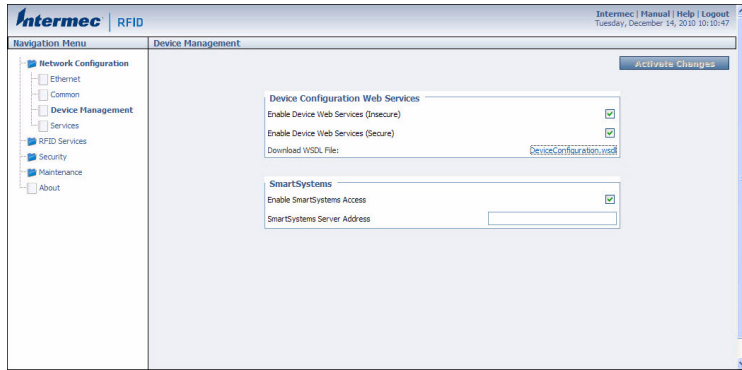 Intermec RFID
Intermec | Manual | Help | Logout
Tuesday, December 14, 2010 10:10:47
Navigation Menu
Device Management
Network Configuration
Ethernet
Common
Device Management
Services
RFID Services
Security
Maintenance
About
Activate Changes
Device Configuration Web Services
Enable Device Web Services (Insecure)
Enable Device Web Services (Secure)
Download WSDL File: DeviceConfiguration.wsdl
SmartSystems
Enable SmartSystems Access
SmartSystems Server Address